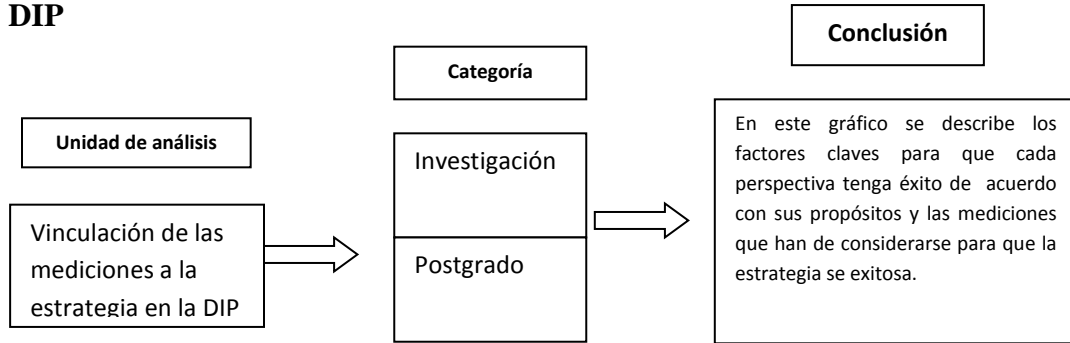 DIP
Unidad de análisis
Vinculación de las
mediciones a la
estrategia en la DIP
Categoría
Investigación
Postgrado
Conclusión
En este gráfico se describe los
factores claves para que cada
perspectiva tenga éxito de acuerdo
con sus propósitos y las mediciones
que han de considerarse para que la
estrategia se exitosa.